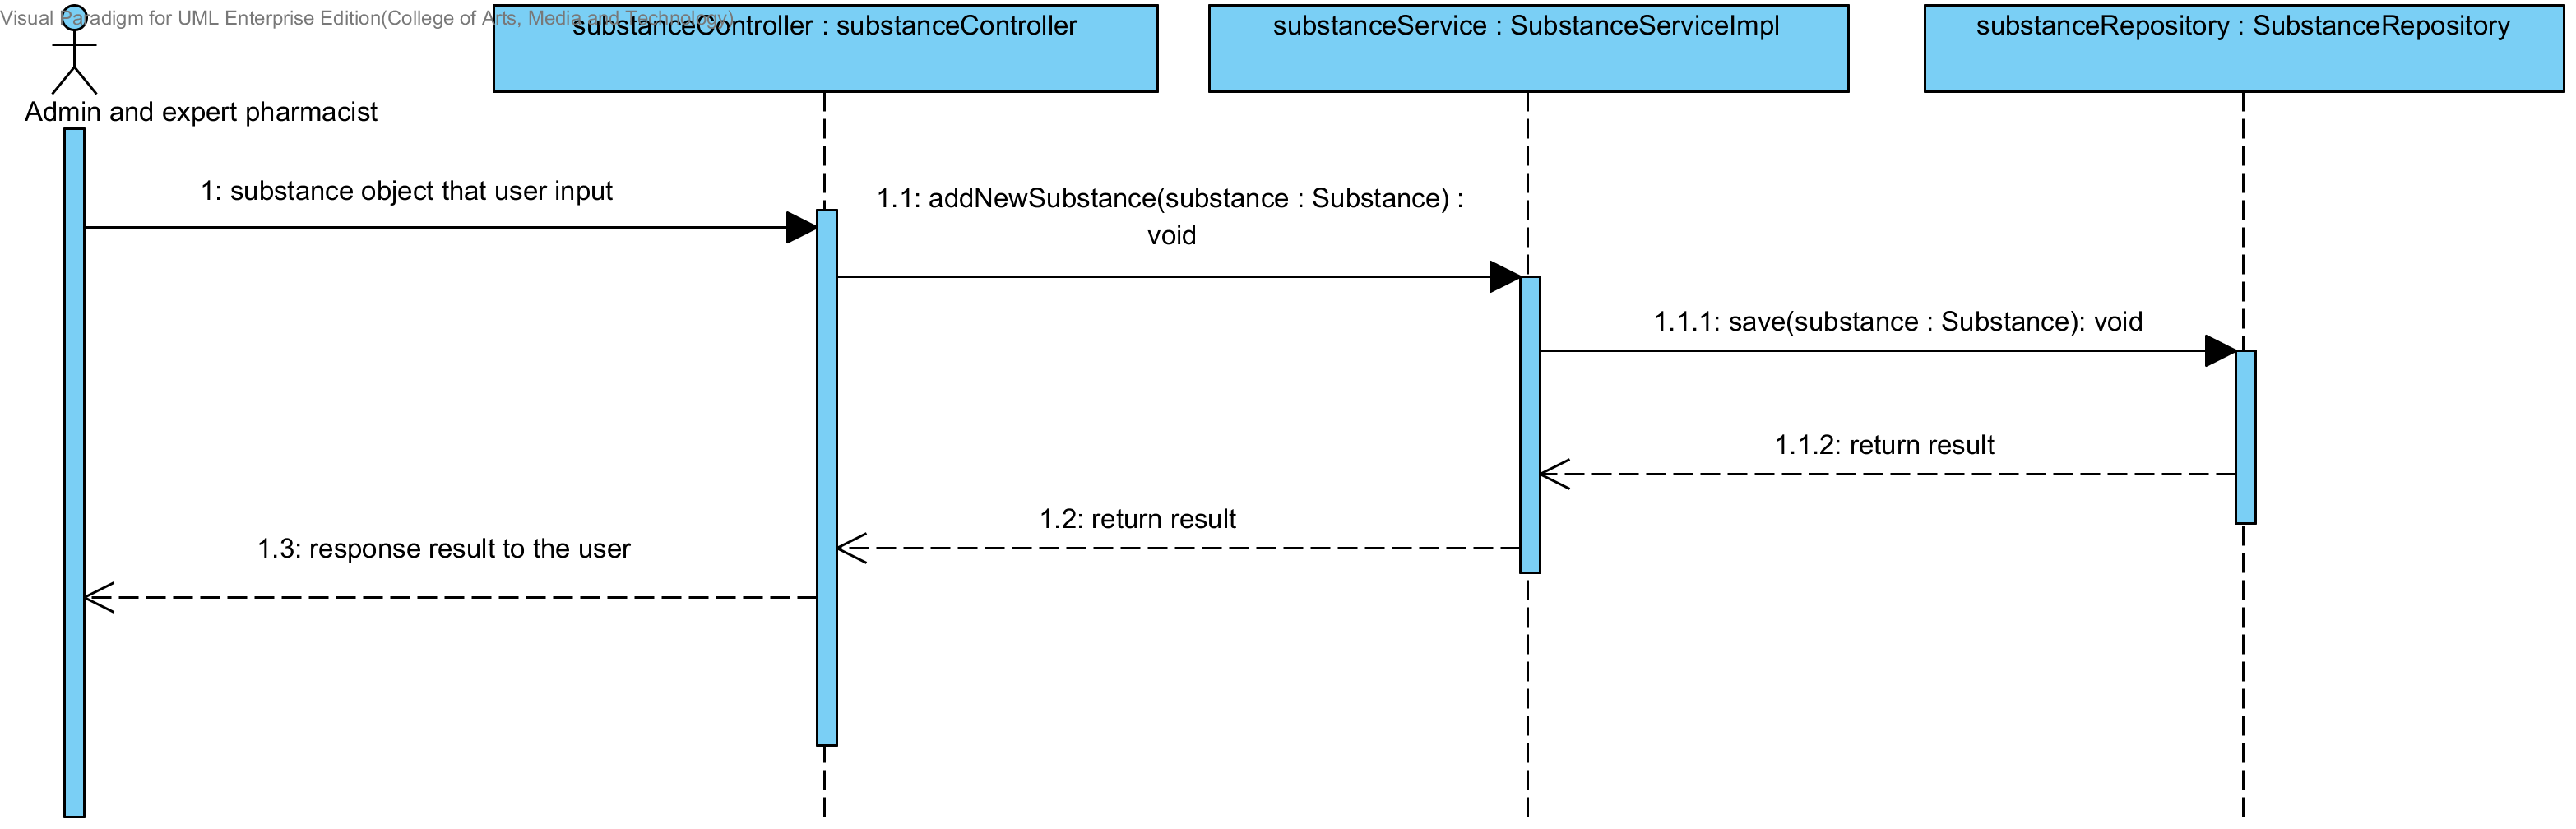 Visual Paradigm for UML Enterprise Edition(College of Arts, Media and Technology)
substanceController : substanceController
substanceService : SubstanceServiceImpl
substanceRepository : SubstanceRepository
Admin and expert pharmacist
1: substance object that user input
1.1: addNewSubstance(substance : Substance) :
void
1.1.1: save(substance : Substance): void
1.1.2: return result
1.2: return result
1.3: response result to the user